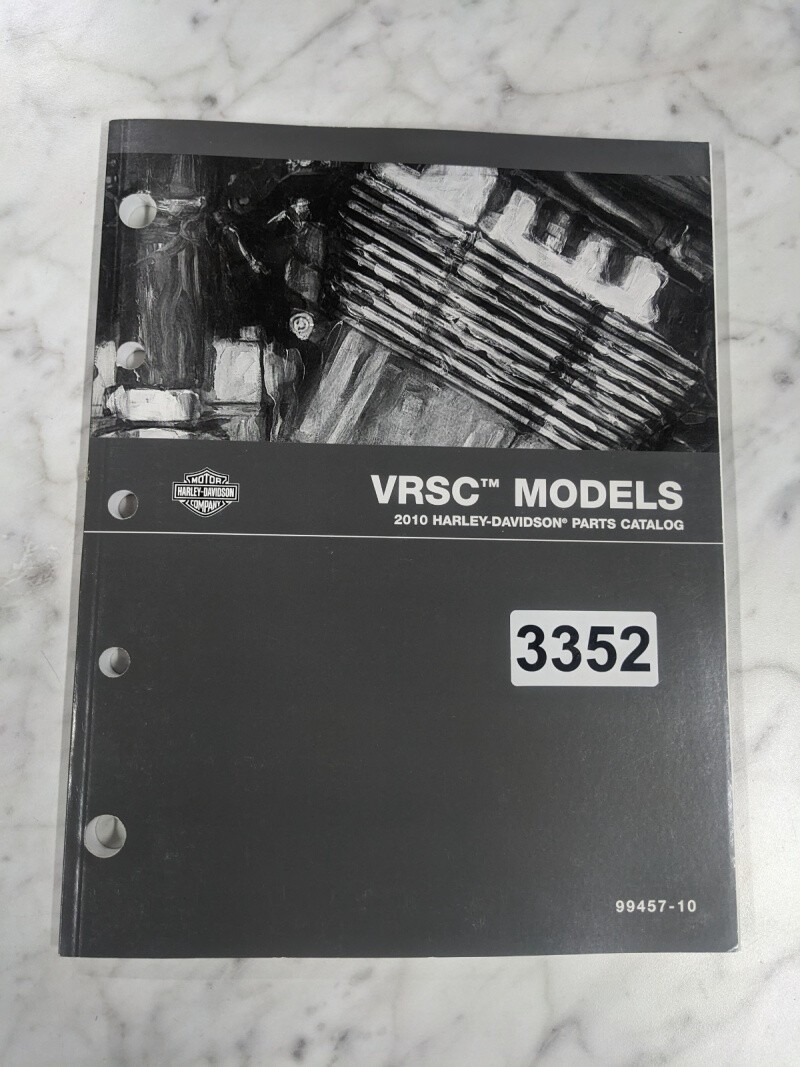 MOTOR
HARLEY-DAVIDSON
COMPANY
VRSC™ MODELS
2010 HARLEY-DAVIDSON® PARTS CATALOG
3352
99457-10